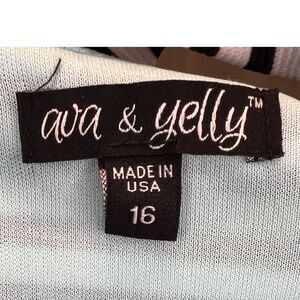 ava & yelly™
MADE IN
USA
16